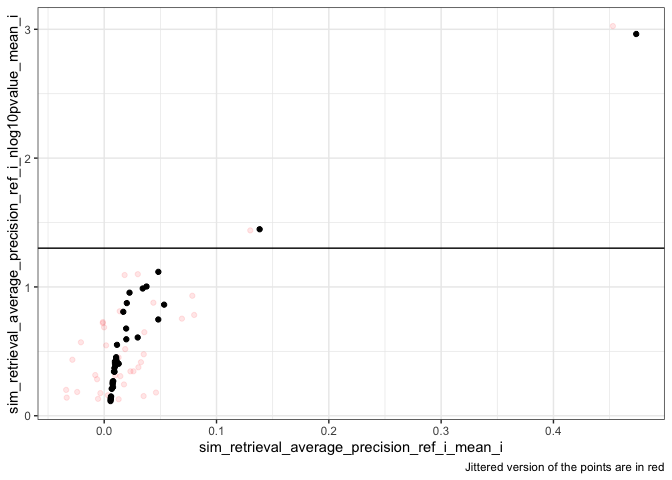 sim_retrieval_average_precision_ref_i_nlog10pvalue_mean_i
3
2
1
0
0.0 0.1 0.2 0.3 0.4
sim_retrieval_average_precision_ref_i_mean_i
Jittered version of the points are in red